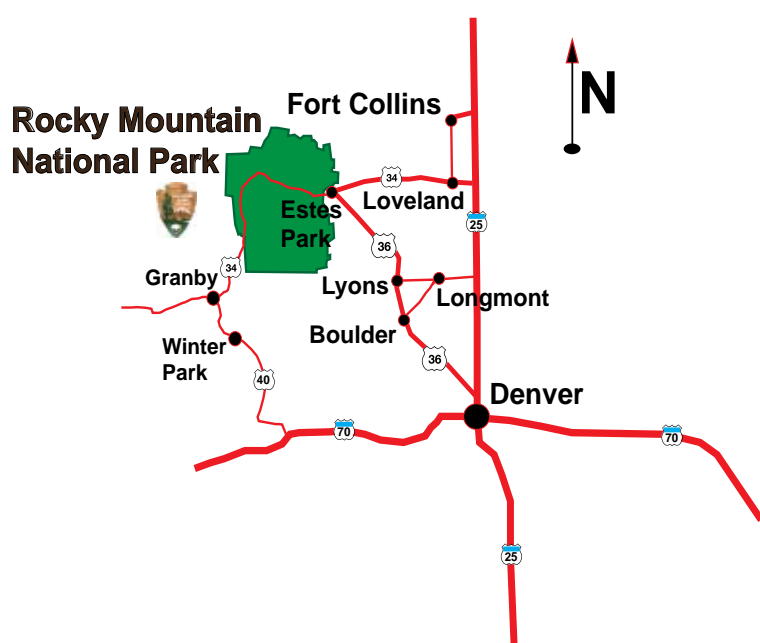 N
Fort Collins
Rocky Mountain
National Park
34
Loveland
Estes
Park
25
36
34
Granby
Lyons
Longmont
Boulder
Winter
Park
36
40
Denver
70
70
25